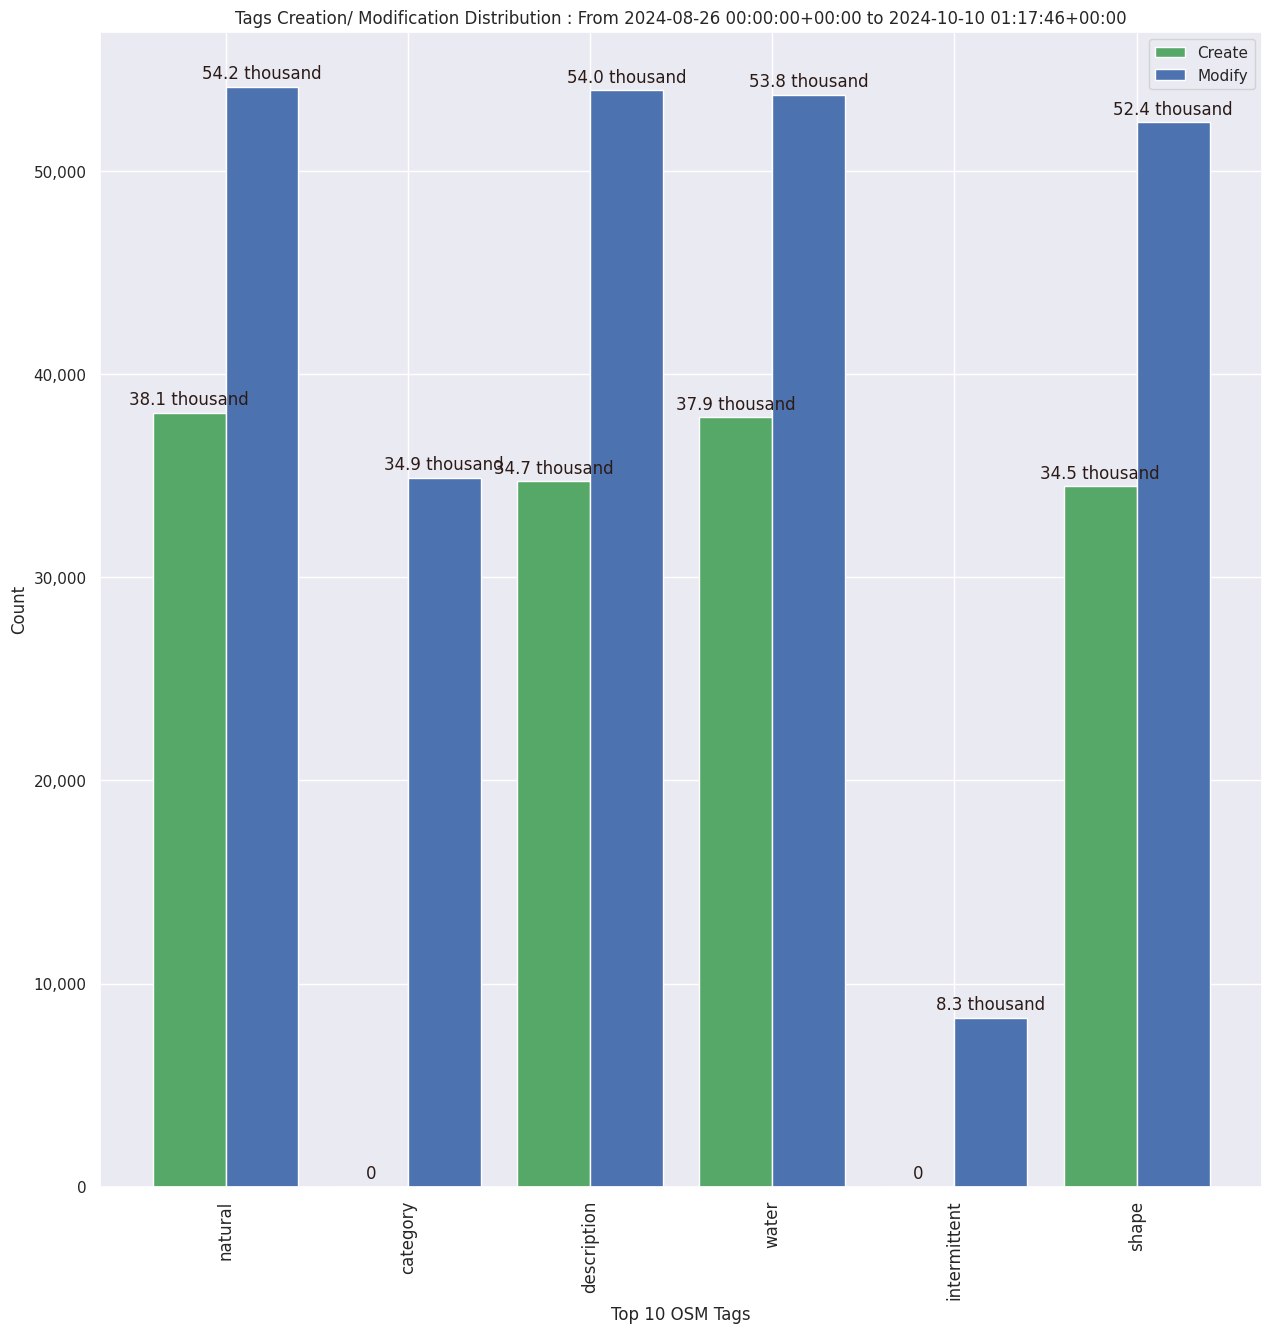 Tags Creation/ Modification Distribution : From 2024-08-26 00:00:00+00:00 to 2024-10-10 01:17:46+00:00
Create
Modify
54.2 thousand
54.0 thousand
53.8 thousand
52.4 thousand
38.1 thousand
37.9 thousand
34.9 thousand
34.7 thousand
34.5 thousand
8.3 thousand
0
0
50,000
40,000
30,000
20,000
10,000
0
Count
natural
category
description
water
intermittent
shape
Top 10 OSM Tags